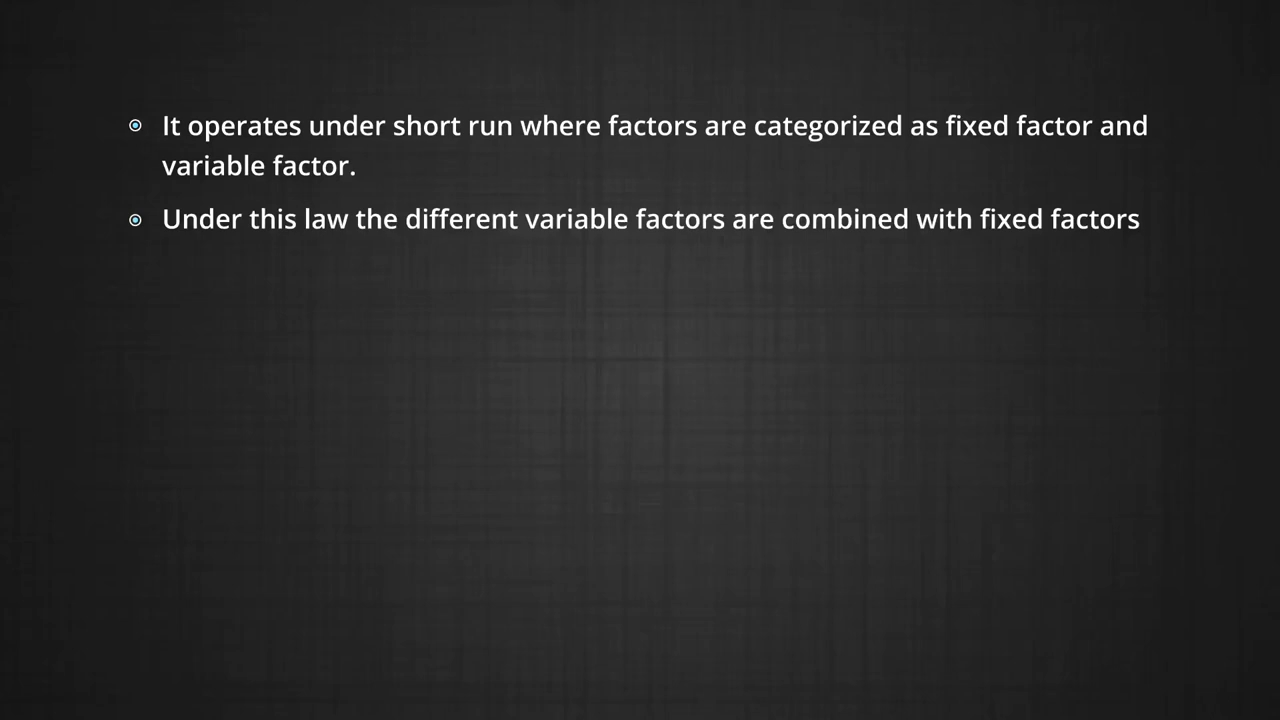 It operates under short run where factors are categorized as fixed factor and
variable factor.
Under this law the different variable factors are combined with fixed factors